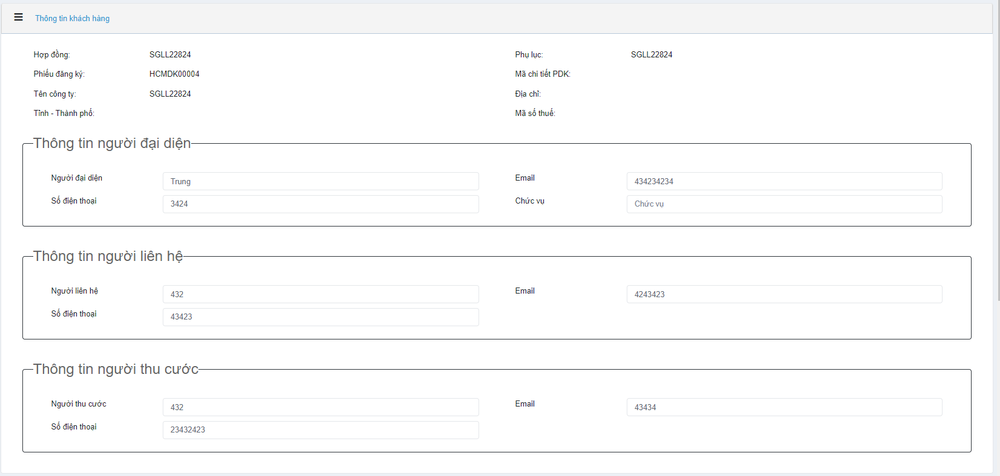 Thông tin khách hàng
Hợp đồng: SGLL22824 Phụ lục: SGLL22824
Phiếu đăng ký: HCMDK00004 Mã chi tiết PDK:
Tên công ty: SGLL22824 Địa chỉ:
Tỉnh - Thành phố: Mã số thuế:
Thông tin người đại diện
Người đại diện Trung Email 434234234
Số điện thoại 3424 Chức vụ Chức vụ
Thông tin người liên hệ
Người liên hệ 432 Email 4243423
Số điện thoại 43423
Thông tin người thu cước
Người thu cước 432 Email 43434
Số điện thoại 23432423